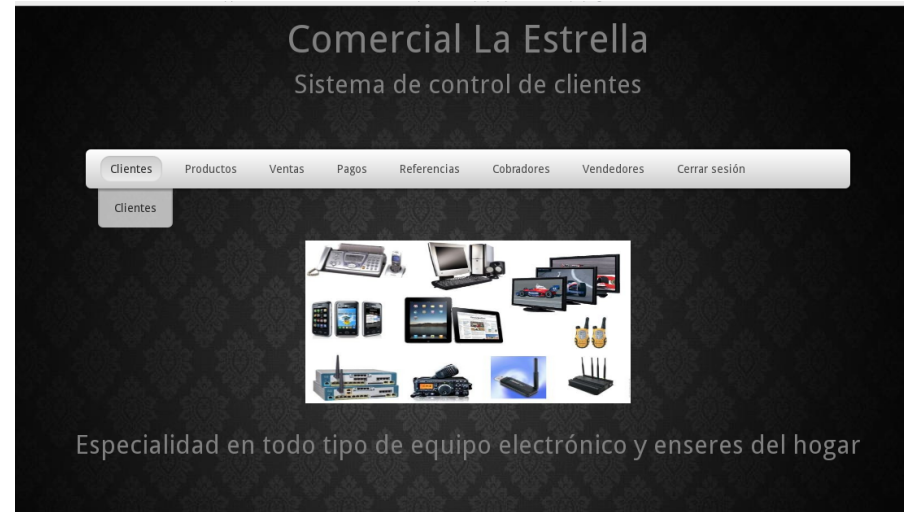 Comercial La Estrella
Sistema de control de clientes
Clientes Productos Ventas Pagos Referencias Cobradores Vendedores Cerrar sesión
Clientes
Especialidad en todo tipo de equipo electrónico y enseres del hogar